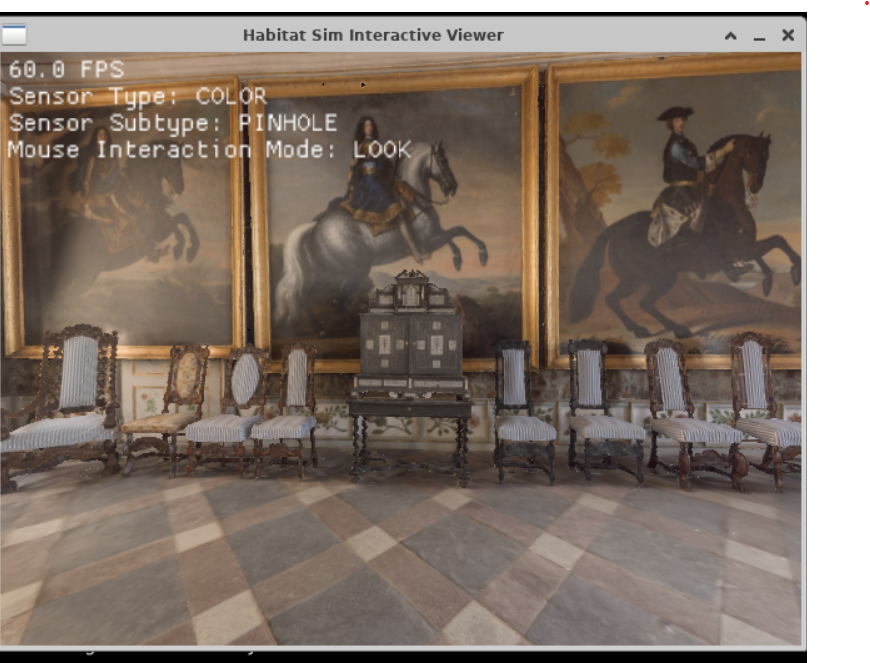 Habitat Sim Interactive Viewer
60.0 FPS
Sensor Type: COLOR
Sensor Subtype: PINHOLE
Mouse Interaction Mode: LOOK